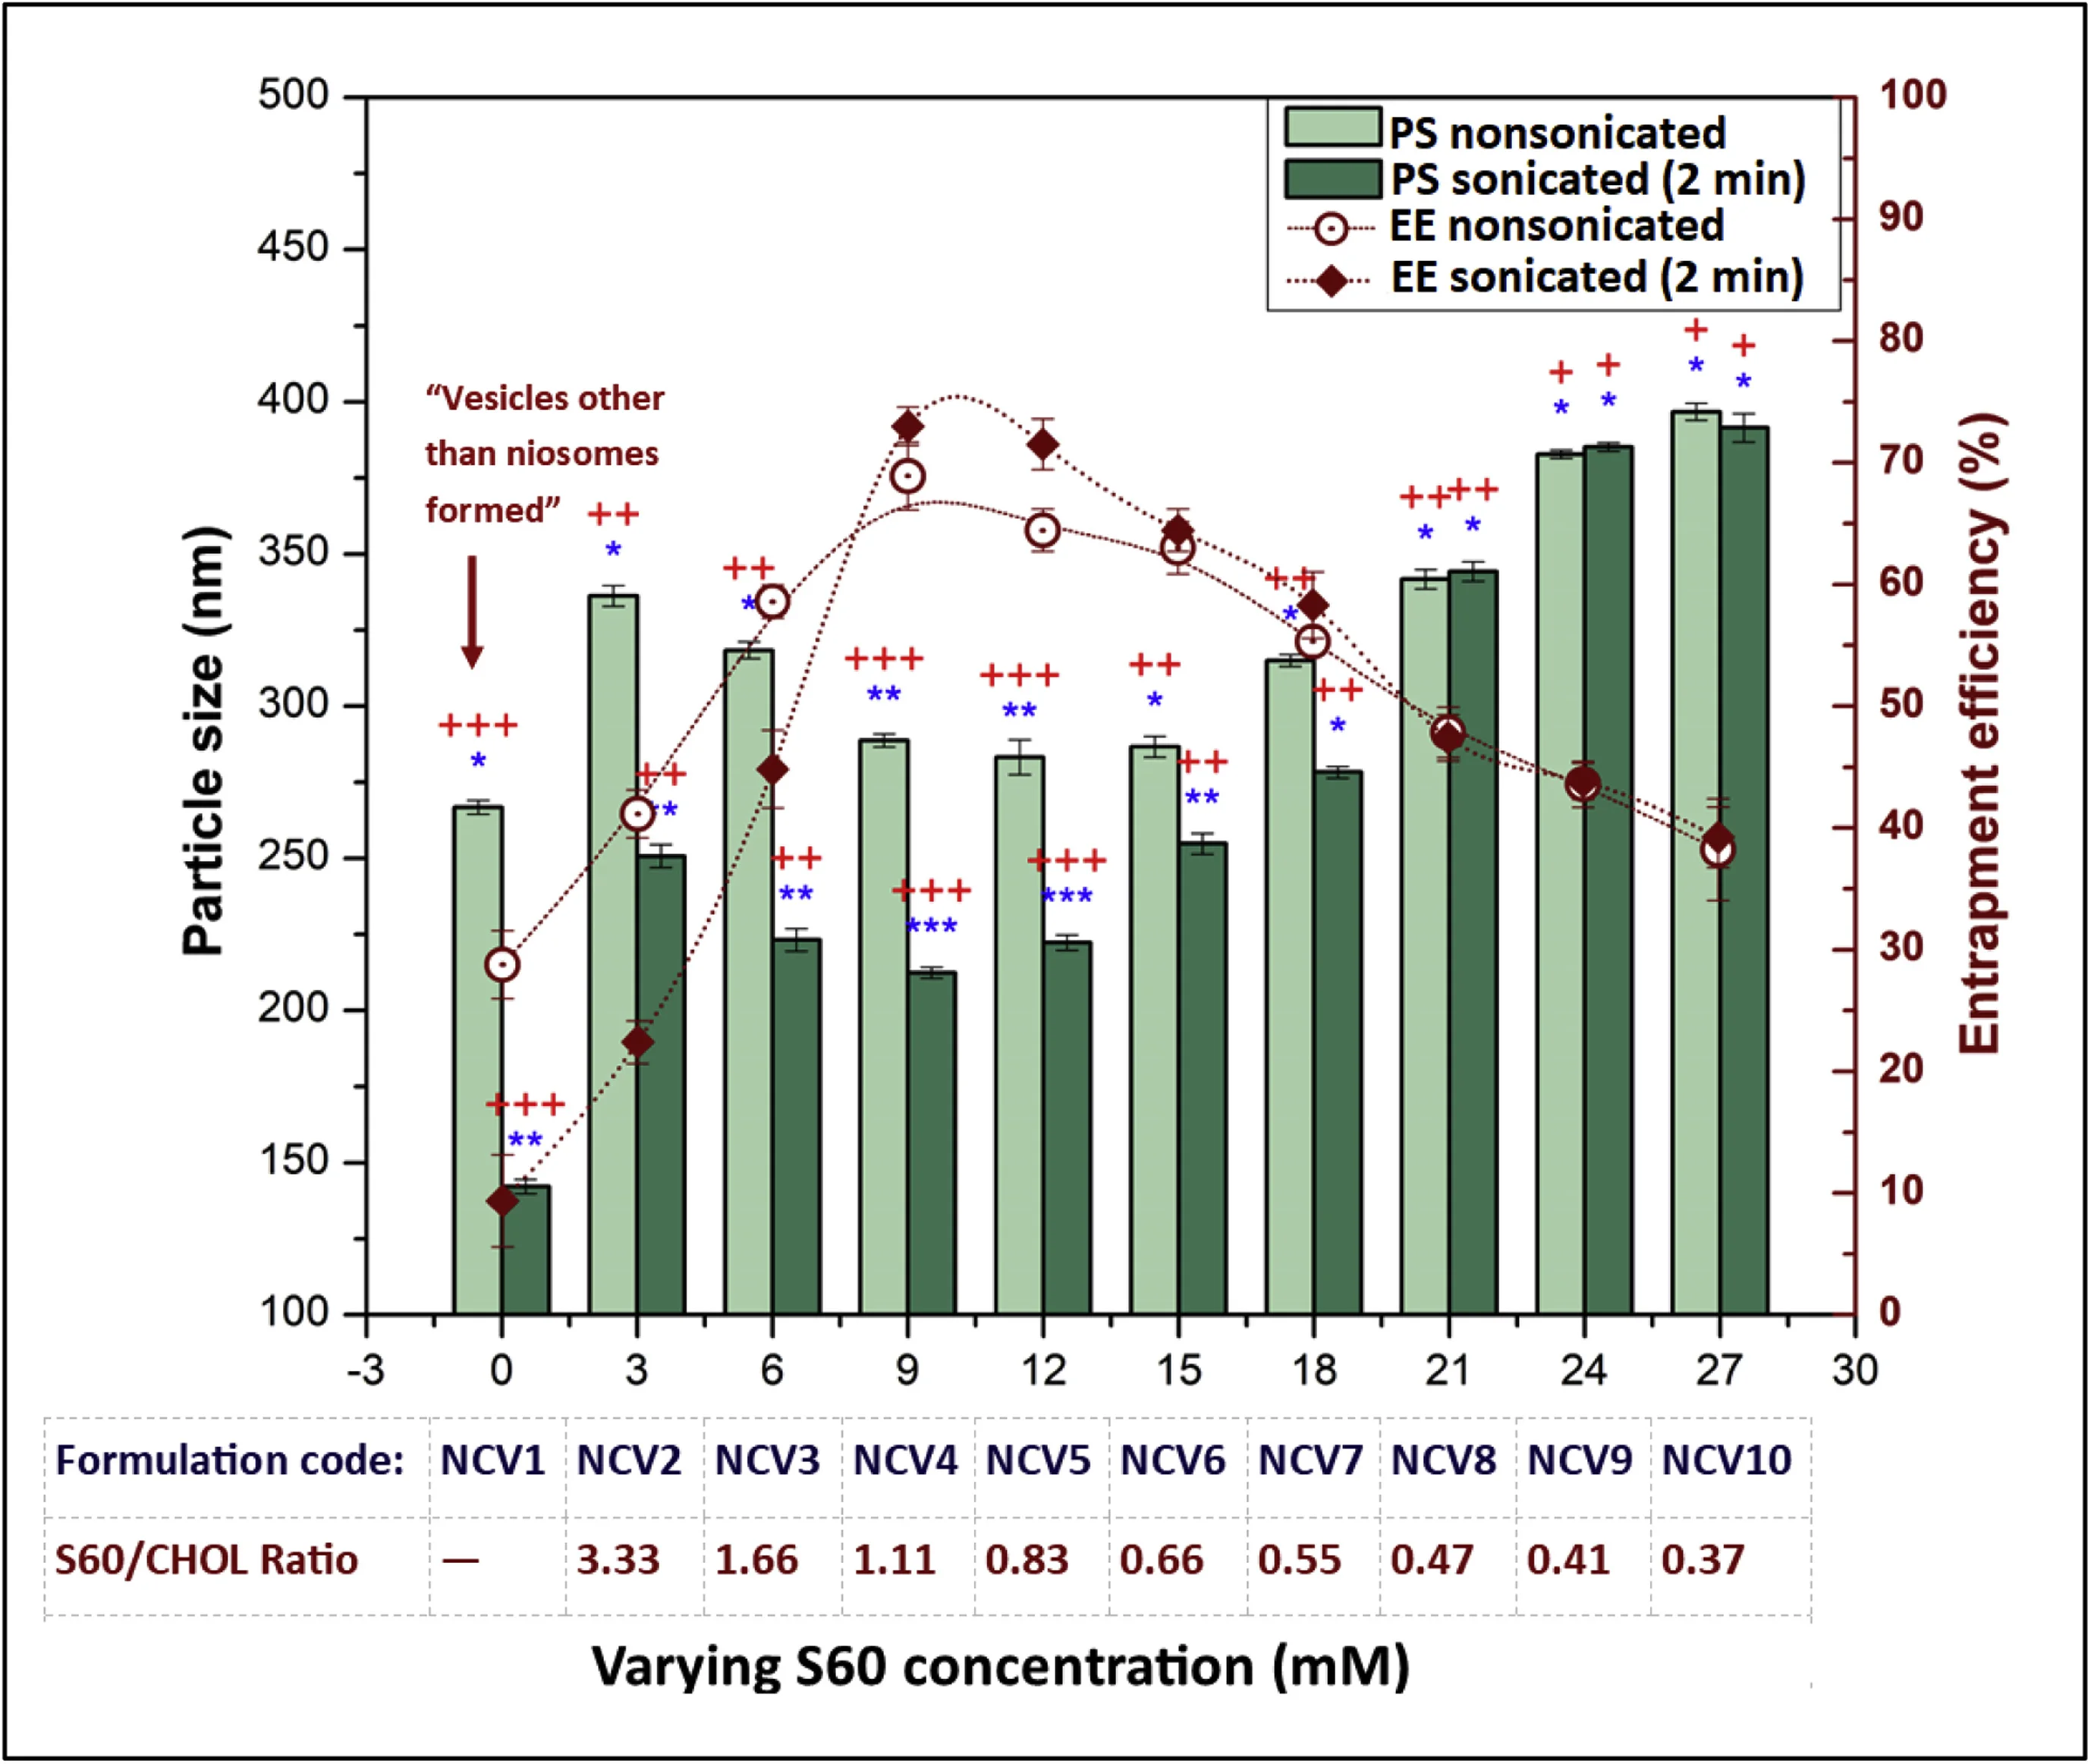 500
450
400
350
300
250
200
150
100
Particle size (nm)
PS nonsonicated
PS sonicated (2 min)
EE nonsonicated
EE sonicated (2 min)
100
90
80
70
60
50
40
30
20
10
0
Entrapment efficiency (%)
“Vesicles other
than niosomes
formed”
+++ ++ ++ +++ +++ ++ ++ ++ + +
* * * ** ** * * * * *
+++ ++ ++ +++ +++ ++ ++ ++ + +
** ** ** *** *** ** * * * *
-3 0 3 6 9 12 15 18 21 24 27 30
Formulation code: NCV1 NCV2 NCV3 NCV4 NCV5 NCV6 NCV7 NCV8 NCV9 NCV10
S60/CHOL Ratio — 3.33 1.66 1.11 0.83 0.66 0.55 0.47 0.41 0.37
Varying S60 concentration (mM)